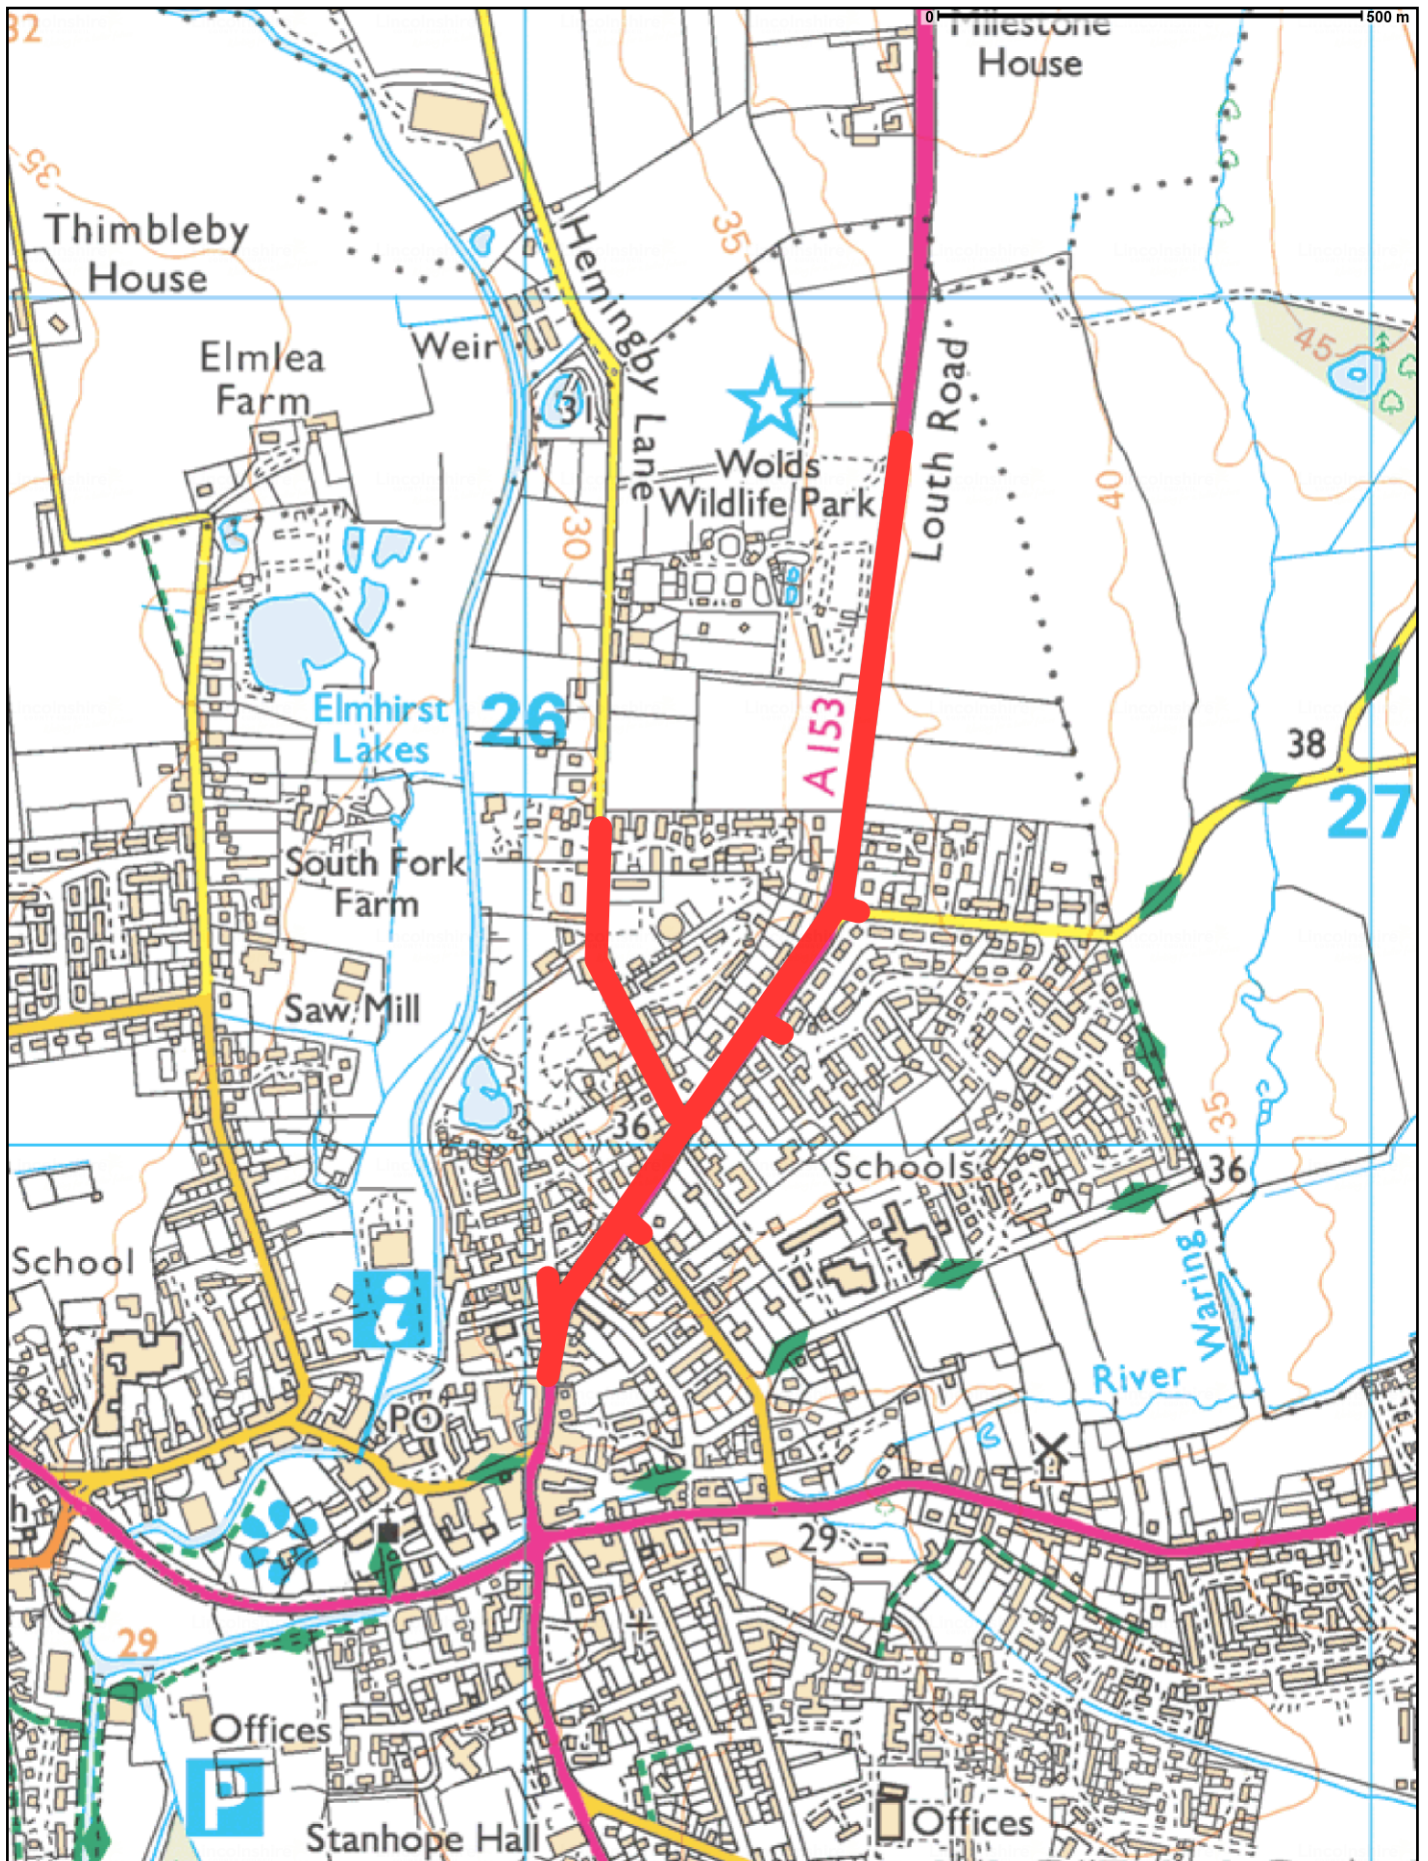 0
500 m
32
Milestone
House
35
Thimbleby
House
Hemingby Lane
35
Weir
Elmlea
Farm
45
31
Louth Road
Wolds
Wildlife Park
40
30
A 153
26
Elmhirst
Lakes
38
27
South Fork
Farm
Saw Mill
36
35
Schools
36
School
i
River
Waring
PO
h
29
29
Offices
P
Offices
Stanhope Hall